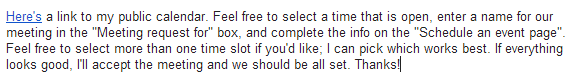 Here's a link to my public calendar. Feel free to select a time that is open, enter a name for our
meeting in the "Meeting request for" box, and complete the info on the "Schedule an event page".
Feel free to select more than one time slot if you'd like; I can pick which works best. If everything
looks good, I'll accept the meeting and we should be all set. Thanks!